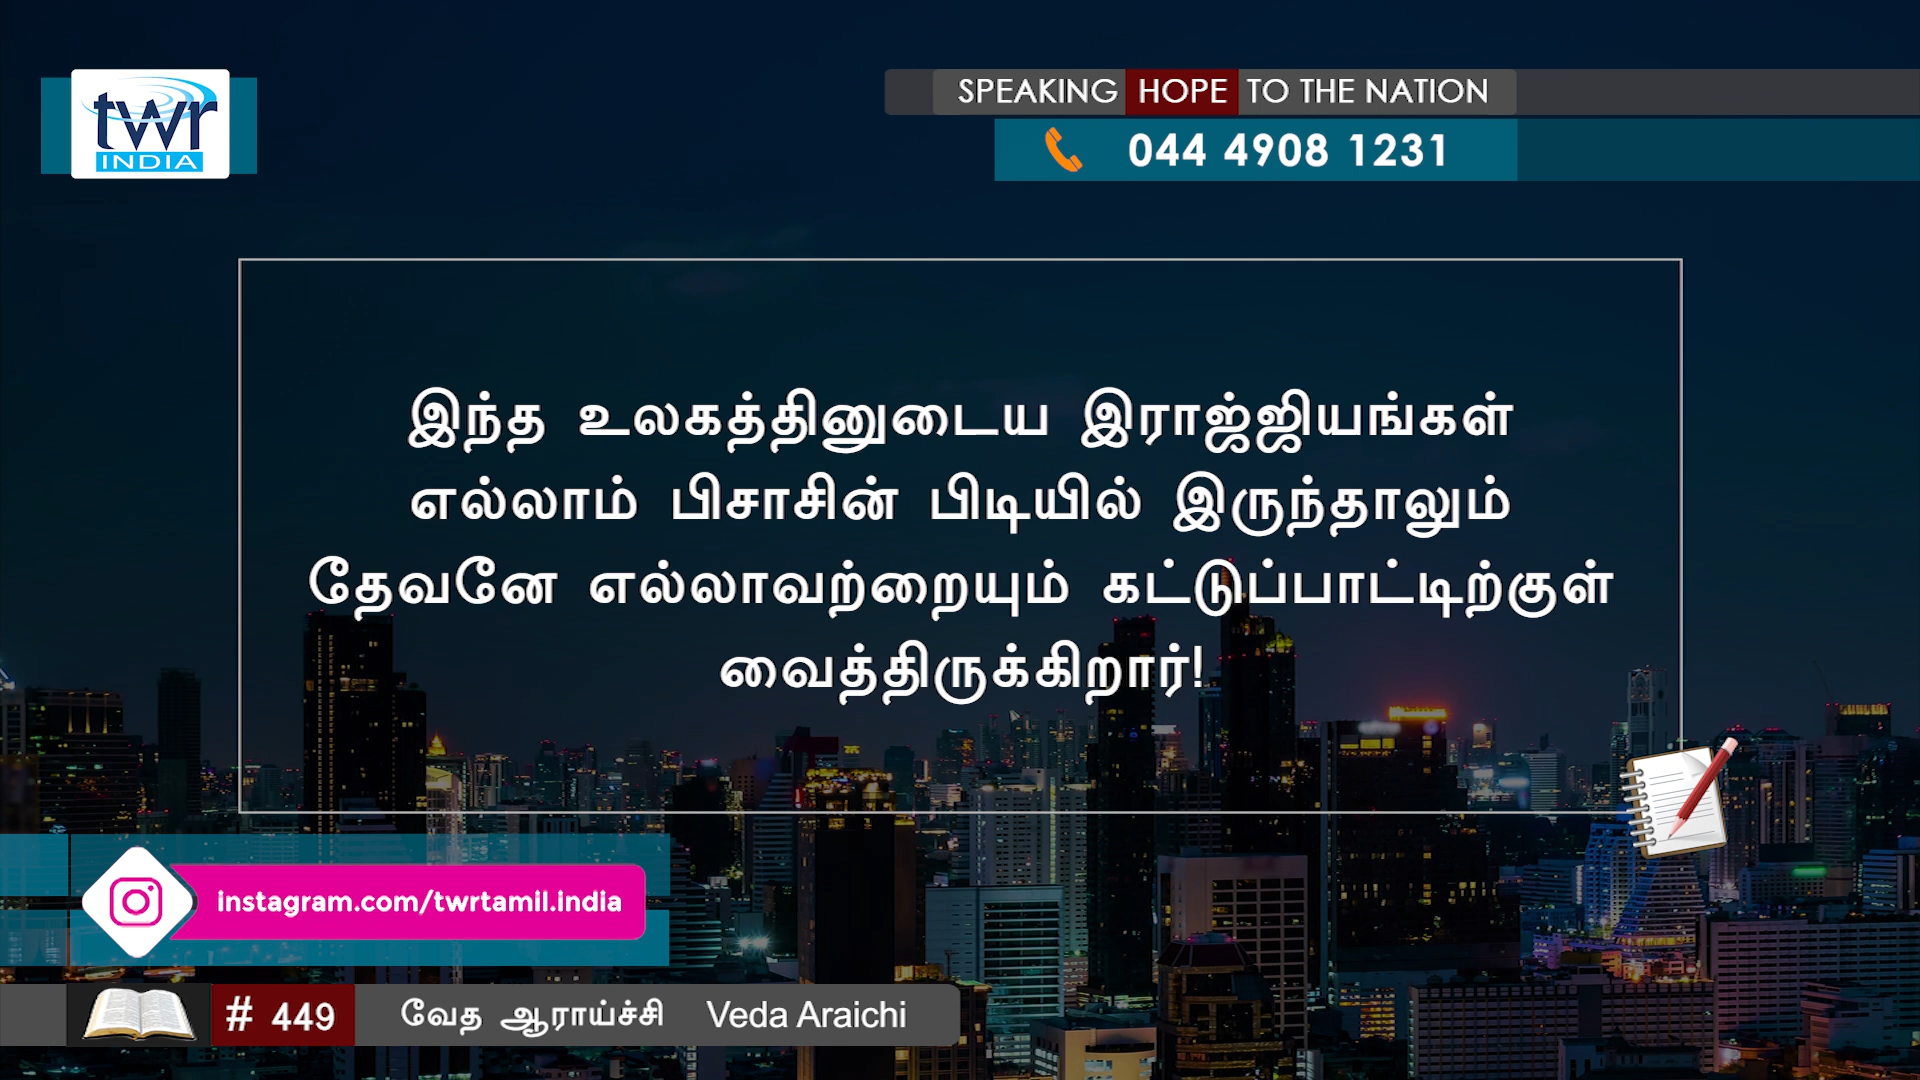 twr
INDIA
SPEAKING HOPE TO THE NATION
044 4908 1231
இந்த உலகத்தினுடைய இராஜ்ஜியங்கள்
எல்லாம் பிசாசின் பிடியில் இருந்தாலும்
தேவனே எல்லாவற்றையும் கட்டுப்பாட்டிற்குள்
வைத்திருக்கிறார்!
instagram.com/twrtamil.india
# 449 வேத ஆராய்ச்சி Veda Araichi